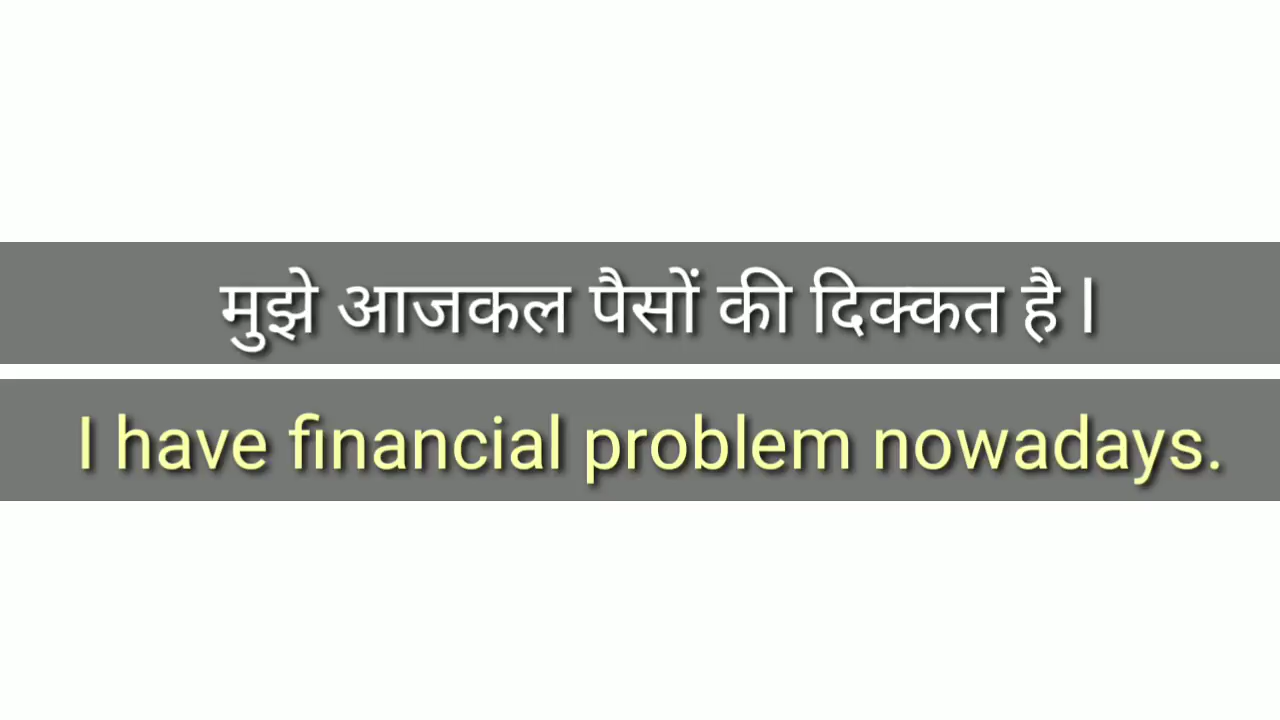 मुझे आजकल पैसों की दिक्कत है।
I have financial problem nowadays.